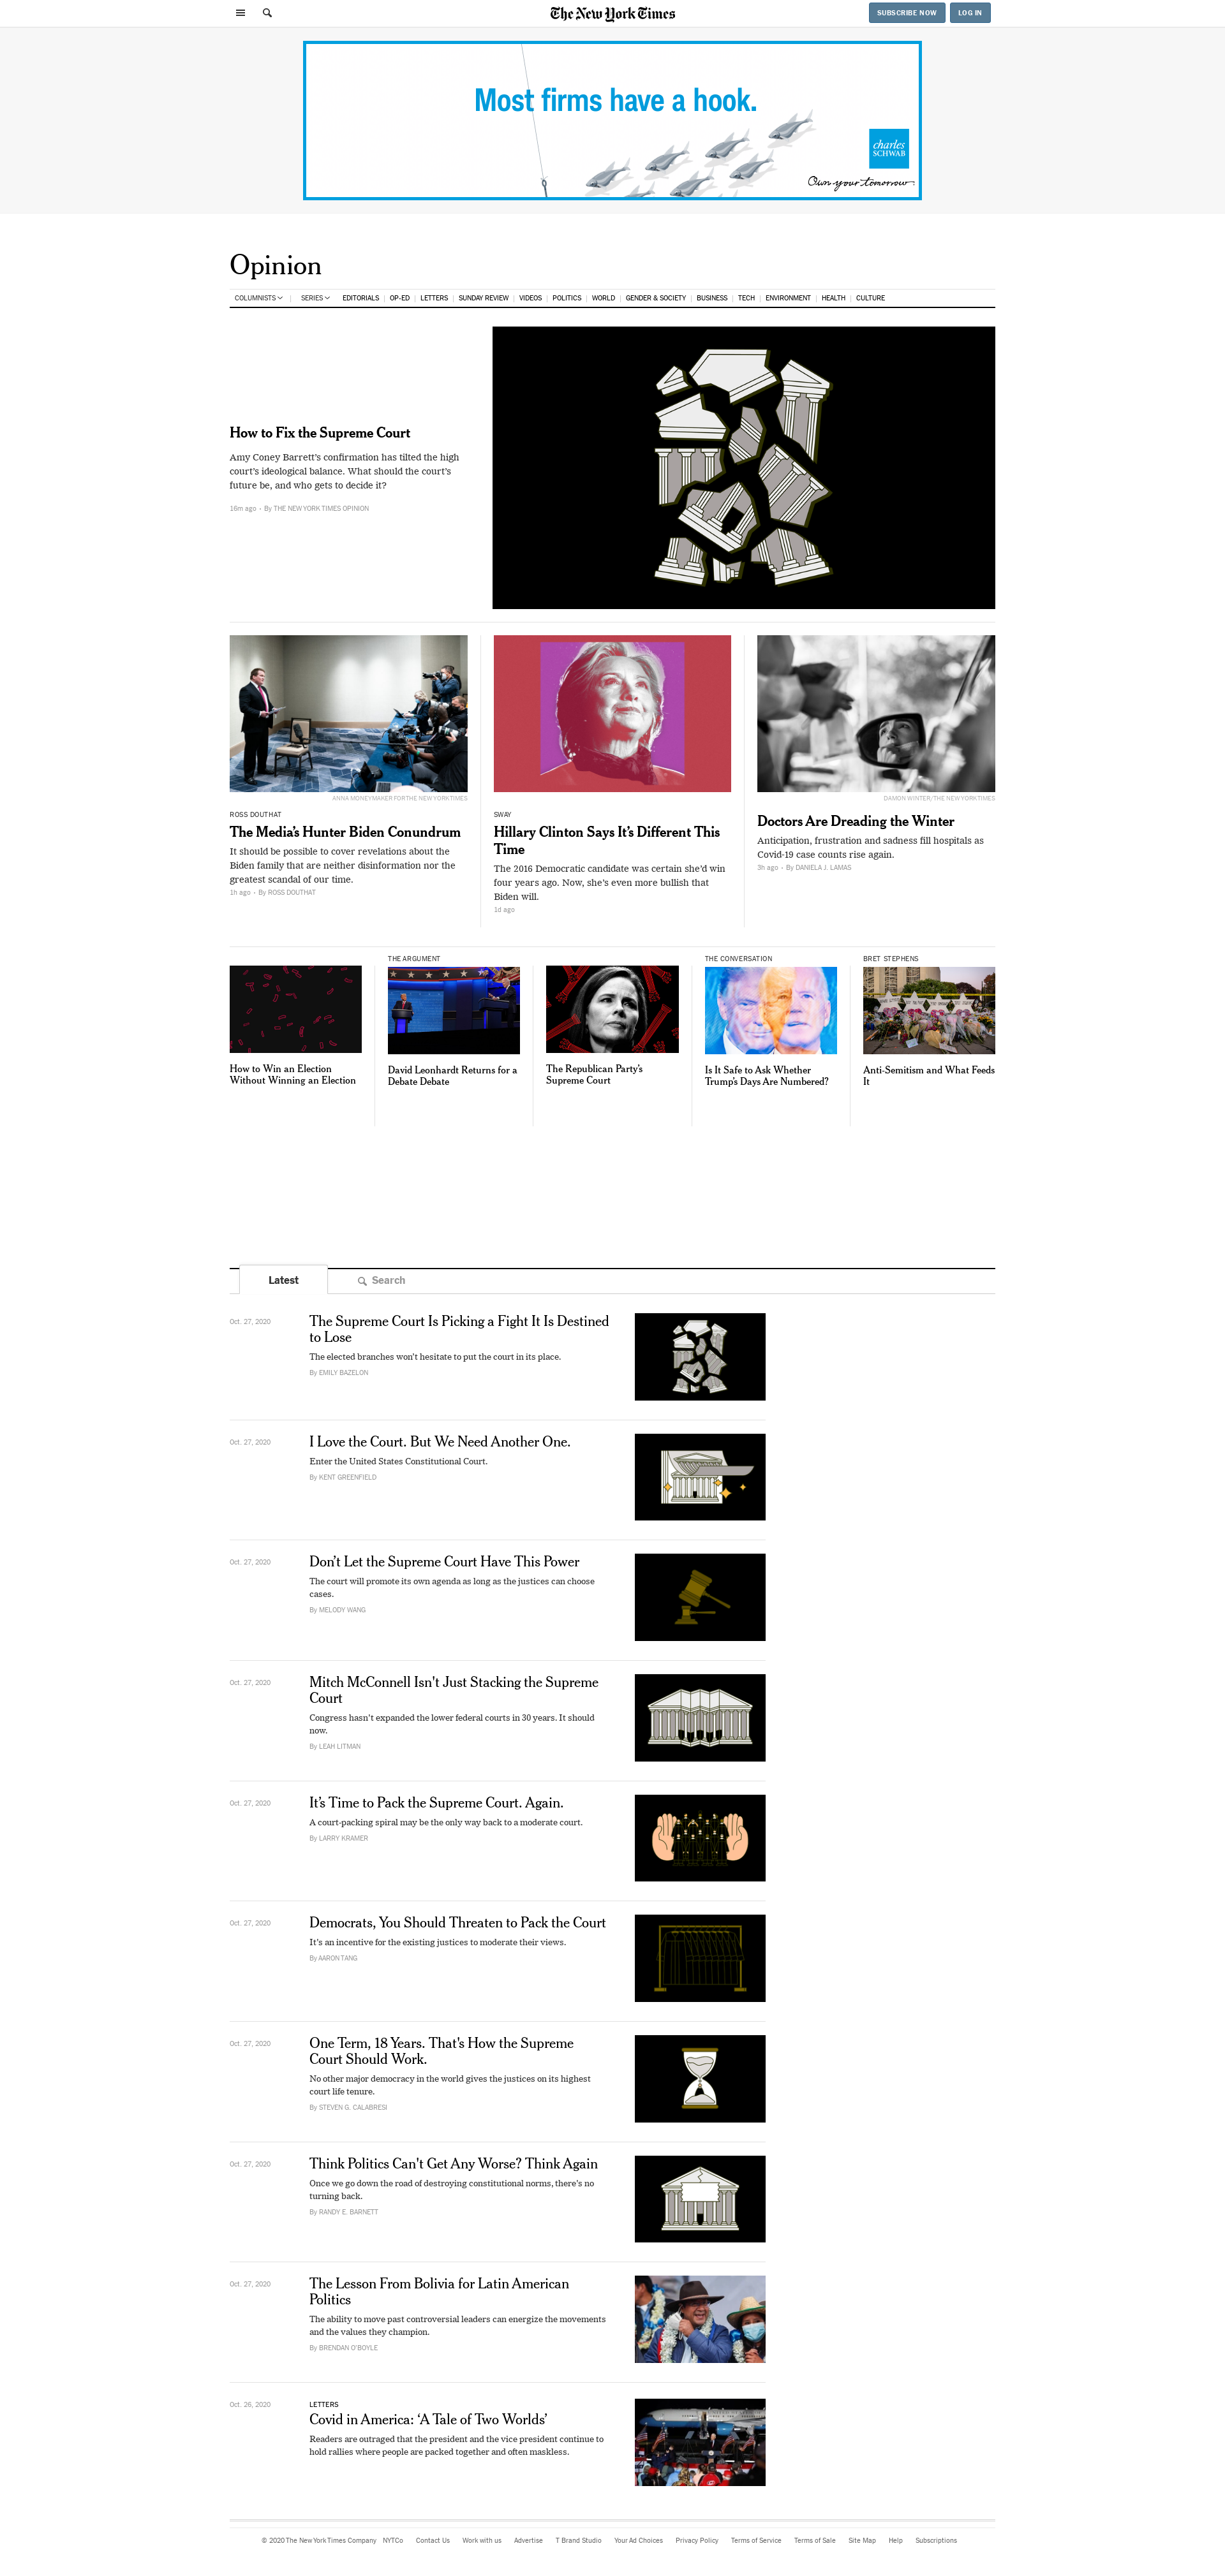 The New York Times
SUBSCRIBE NOW
LOG IN
Most firms have a hook.
charles
SCHWAB
Own your tomorrow
Opinion
COLUMNISTS
SERIES
EDITORIALS
OP-ED
LETTERS
SUNDAY REVIEW
VIDEOS
POLITICS
WORLD
GENDER & SOCIETY
BUSINESS
TECH
ENVIRONMENT
HEALTH
CULTURE
How to Fix the Supreme Court
Amy Coney Barrett’s confirmation has tilted the high
court’s ideological balance. What should the court’s
future be, and who gets to decide it?
16m ago • By THE NEW YORK TIMES OPINION
ANNA MONEYMAKER FOR THE NEW YORK TIMES
ROSS DOUTHAT
The Media’s Hunter Biden Conundrum
It should be possible to cover revelations about the
Biden family that are neither disinformation nor the
greatest scandal of our time.
1h ago • By ROSS DOUTHAT
SWAY
Hillary Clinton Says It’s Different This
Time
The 2016 Democratic candidate was certain she’d win
four years ago. Now, she’s even more bullish that
Biden will.
1d ago
DAMON WINTER/THE NEW YORK TIMES
Doctors Are Dreading the Winter
Anticipation, frustration and sadness fill hospitals as
Covid-19 case counts rise again.
3h ago • By DANIELA J. LAMAS
How to Win an Election
Without Winning an Election
THE ARGUMENT
David Leonhardt Returns for a
Debate Debate
The Republican Party’s
Supreme Court
THE CONVERSATION
Is It Safe to Ask Whether
Trump’s Days Are Numbered?
BRET STEPHENS
Anti-Semitism and What Feeds
It
Latest
Search
Oct. 27, 2020
The Supreme Court Is Picking a Fight It Is Destined
to Lose
The elected branches won’t hesitate to put the court in its place.
By EMILY BAZELON
Oct. 27, 2020
I Love the Court. But We Need Another One.
Enter the United States Constitutional Court.
By KENT GREENFIELD
Oct. 27, 2020
Don’t Let the Supreme Court Have This Power
The court will promote its own agenda as long as the justices can choose
cases.
By MELODY WANG
Oct. 27, 2020
Mitch McConnell Isn't Just Stacking the Supreme
Court
Congress hasn’t expanded the lower federal courts in 30 years. It should
now.
By LEAH LITMAN
Oct. 27, 2020
It’s Time to Pack the Supreme Court. Again.
A court-packing spiral may be the only way back to a moderate court.
By LARRY KRAMER
Oct. 27, 2020
Democrats, You Should Threaten to Pack the Court
It’s an incentive for the existing justices to moderate their views.
By AARON TANG
Oct. 27, 2020
One Term, 18 Years. That's How the Supreme
Court Should Work.
No other major democracy in the world gives the justices on its highest
court life tenure.
By STEVEN G. CALABRESI
Oct. 27, 2020
Think Politics Can't Get Any Worse? Think Again
Once we go down the road of destroying constitutional norms, there’s no
turning back.
By RANDY E. BARNETT
Oct. 27, 2020
The Lesson From Bolivia for Latin American
Politics
The ability to move past controversial leaders can energize the movements
and the values they champion.
By BRENDAN O'BOYLE
Oct. 26, 2020
LETTERS
Covid in America: ‘A Tale of Two Worlds’
Readers are outraged that the president and the vice president continue to
hold rallies where people are packed together and often maskless.
© 2020 The New York Times Company NYTCo Contact Us Work with us Advertise T Brand Studio Your Ad Choices Privacy Policy Terms of Service Terms of Sale Site Map Help Subscriptions